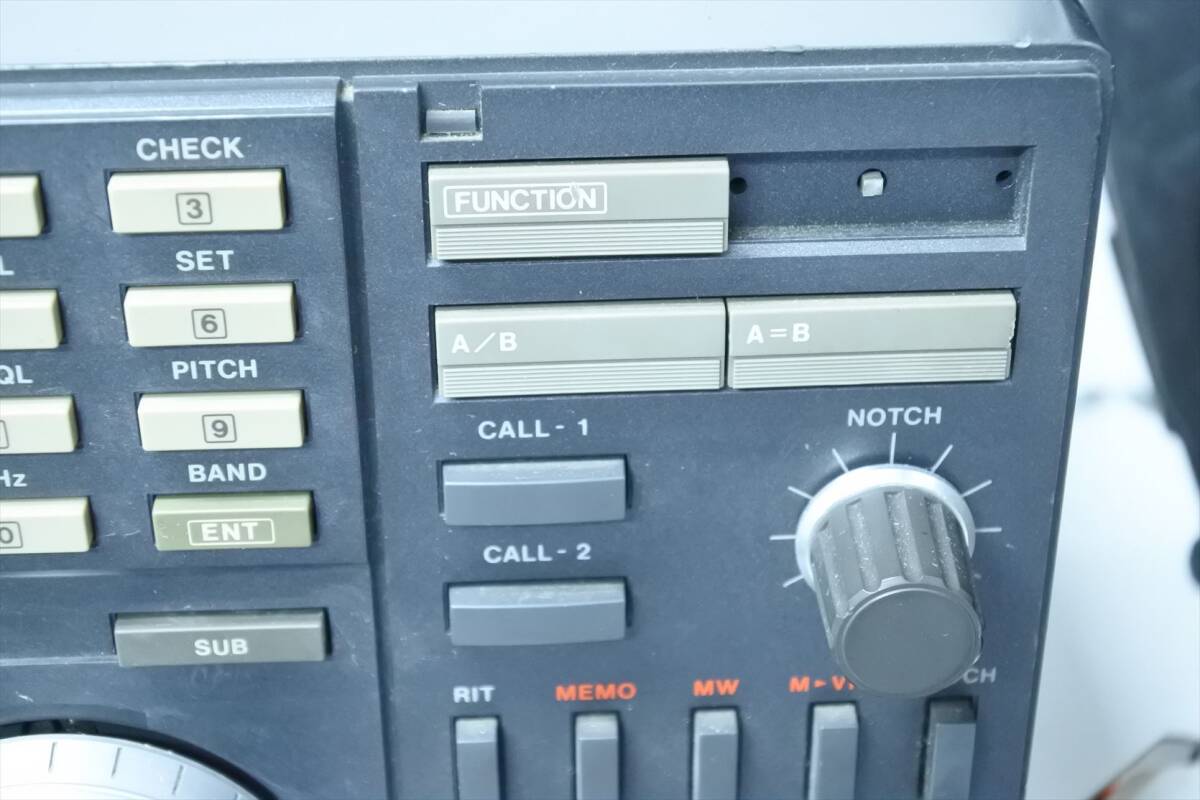 CHECK
3
FUNCTION
L
SET
6
A/B
A=B
QL
PITCH
9
CALL-1
NOTCH
Hz
BAND
0
ENT
CALL-2
SUB
RIT
MEMO
MW